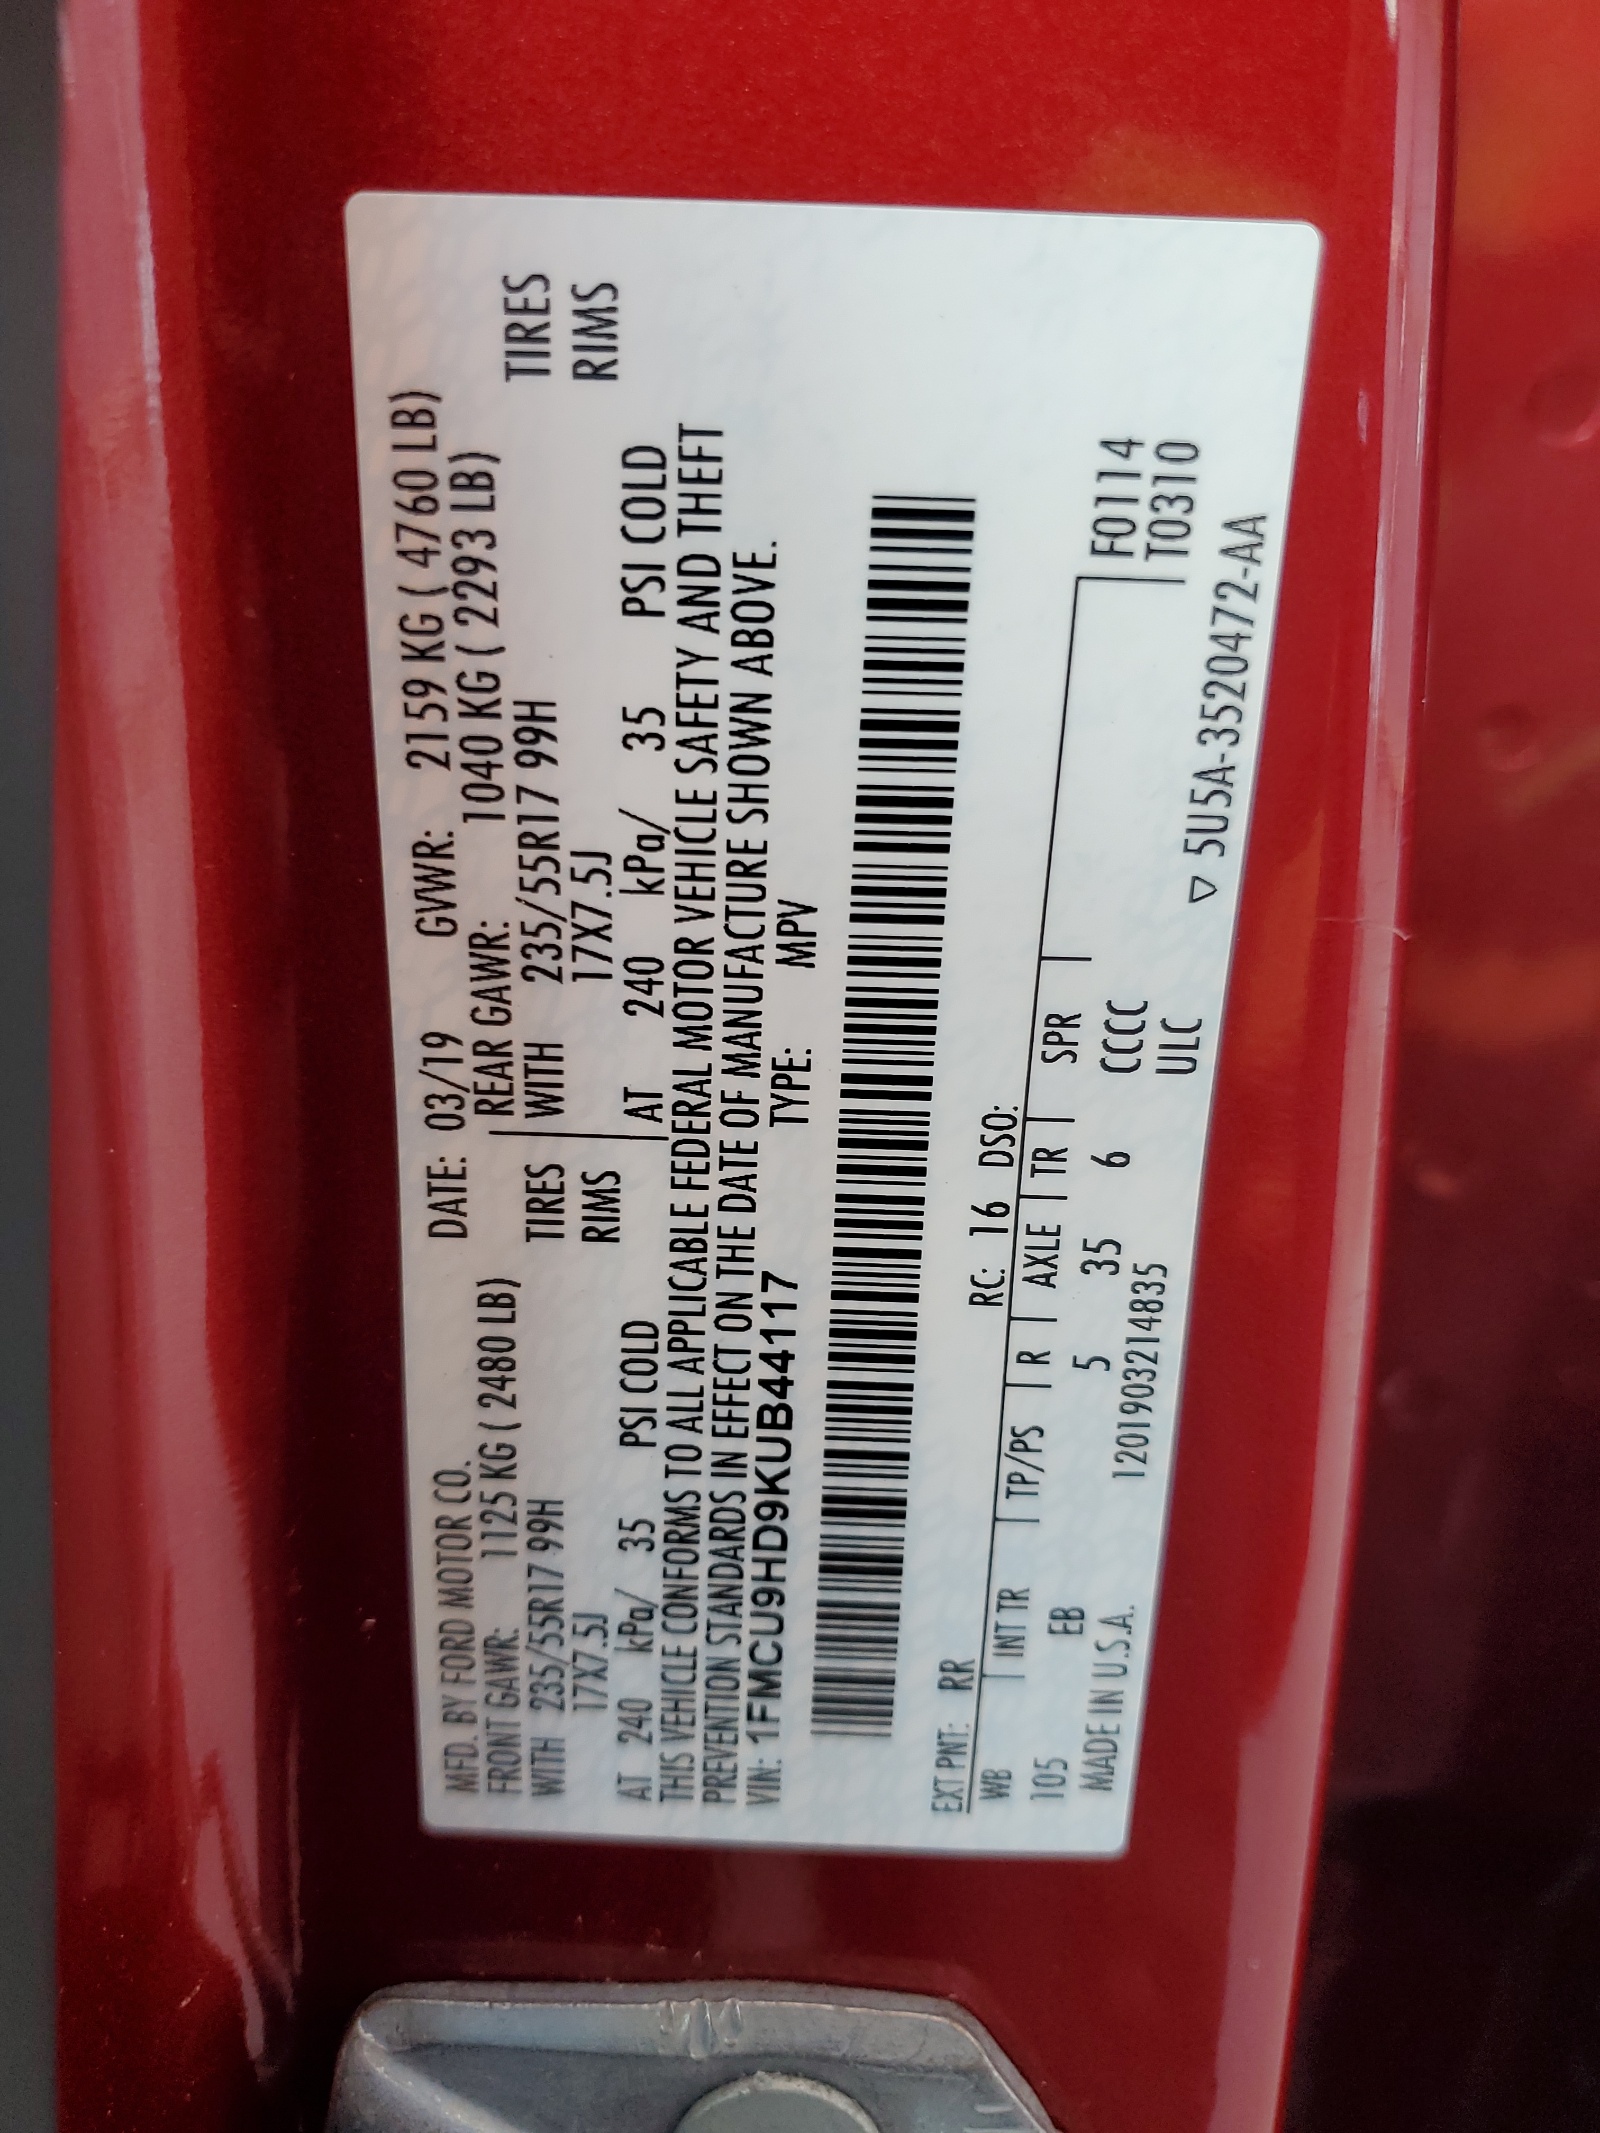 MFD. BY FORD MOTOR CO. DATE: 03/19 GVWR: 2159 KG ( 4760 LB)
FRONT GAWR: 1125 KG ( 2480 LB) REAR GAWR: 1040 KG ( 2293 LB)
WITH 235/55R17 99H TIRES WITH 235/55R17 99H TIRES
17X7.5J RIMS 17X7.5J RIMS
AT 240 kPa/ 35 PSI COLD AT 240 kPa/ 35 PSI COLD
THIS VEHICLE CONFORMS TO ALL APPLICABLE FEDERAL MOTOR VEHICLE SAFETY AND THEFT
PREVENTION STANDARDS IN EFFECT ON THE DATE OF MANUFACTURE SHOWN ABOVE.
VIN: 1FMCU9HD9KUB44117 TYPE: MPV
EXT PNT: RR RC: 16 DSO:
WB INT TR TP/PS R AXLE TR SPR F0114
105 EB 5 35 6 CCCC T0310
MADE IN U.S.A. 1201903214835 ULC
▽ 5U5A-3520472-AA